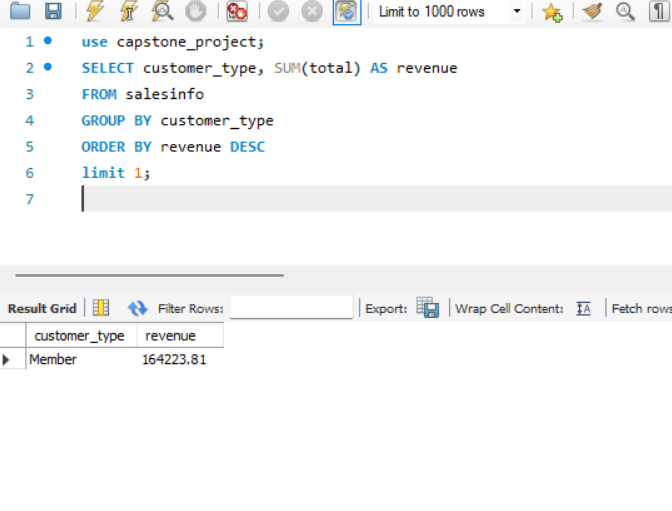 Limit to 1000 rows
1 use capstone_project;
2 SELECT customer_type, SUM(total) AS revenue
3 FROM salesinfo
4 GROUP BY customer_type
5 ORDER BY revenue DESC
6 limit 1;
7
Result Grid Filter Rows: Export: Wrap Cell Content: Fetch rows
customer_type revenue
Member 164223.81